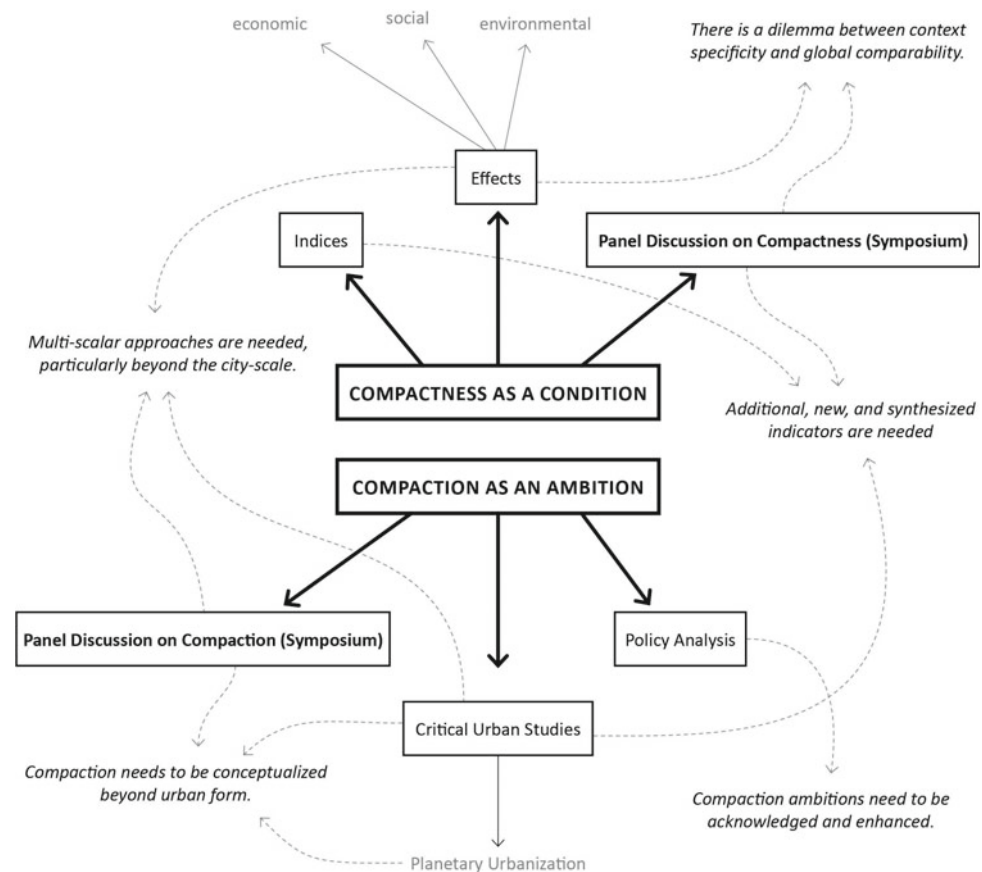 economic
social
environmental
There is a dilemma between context
specificity and global comparability.
Effects
Indices
Panel Discussion on Compactness (Symposium)
Multi-scalar approaches are needed,
particularly beyond the city-scale.
COMPACTNESS AS A CONDITION
Additional, new, and synthesized
indicators are needed
COMPACTION AS AN AMBITION
Panel Discussion on Compaction (Symposium)
Policy Analysis
Critical Urban Studies
Compaction needs to be conceptualized
beyond urban form.
Compaction ambitions need to be
acknowledged and enhanced.
Planetary Urbanization